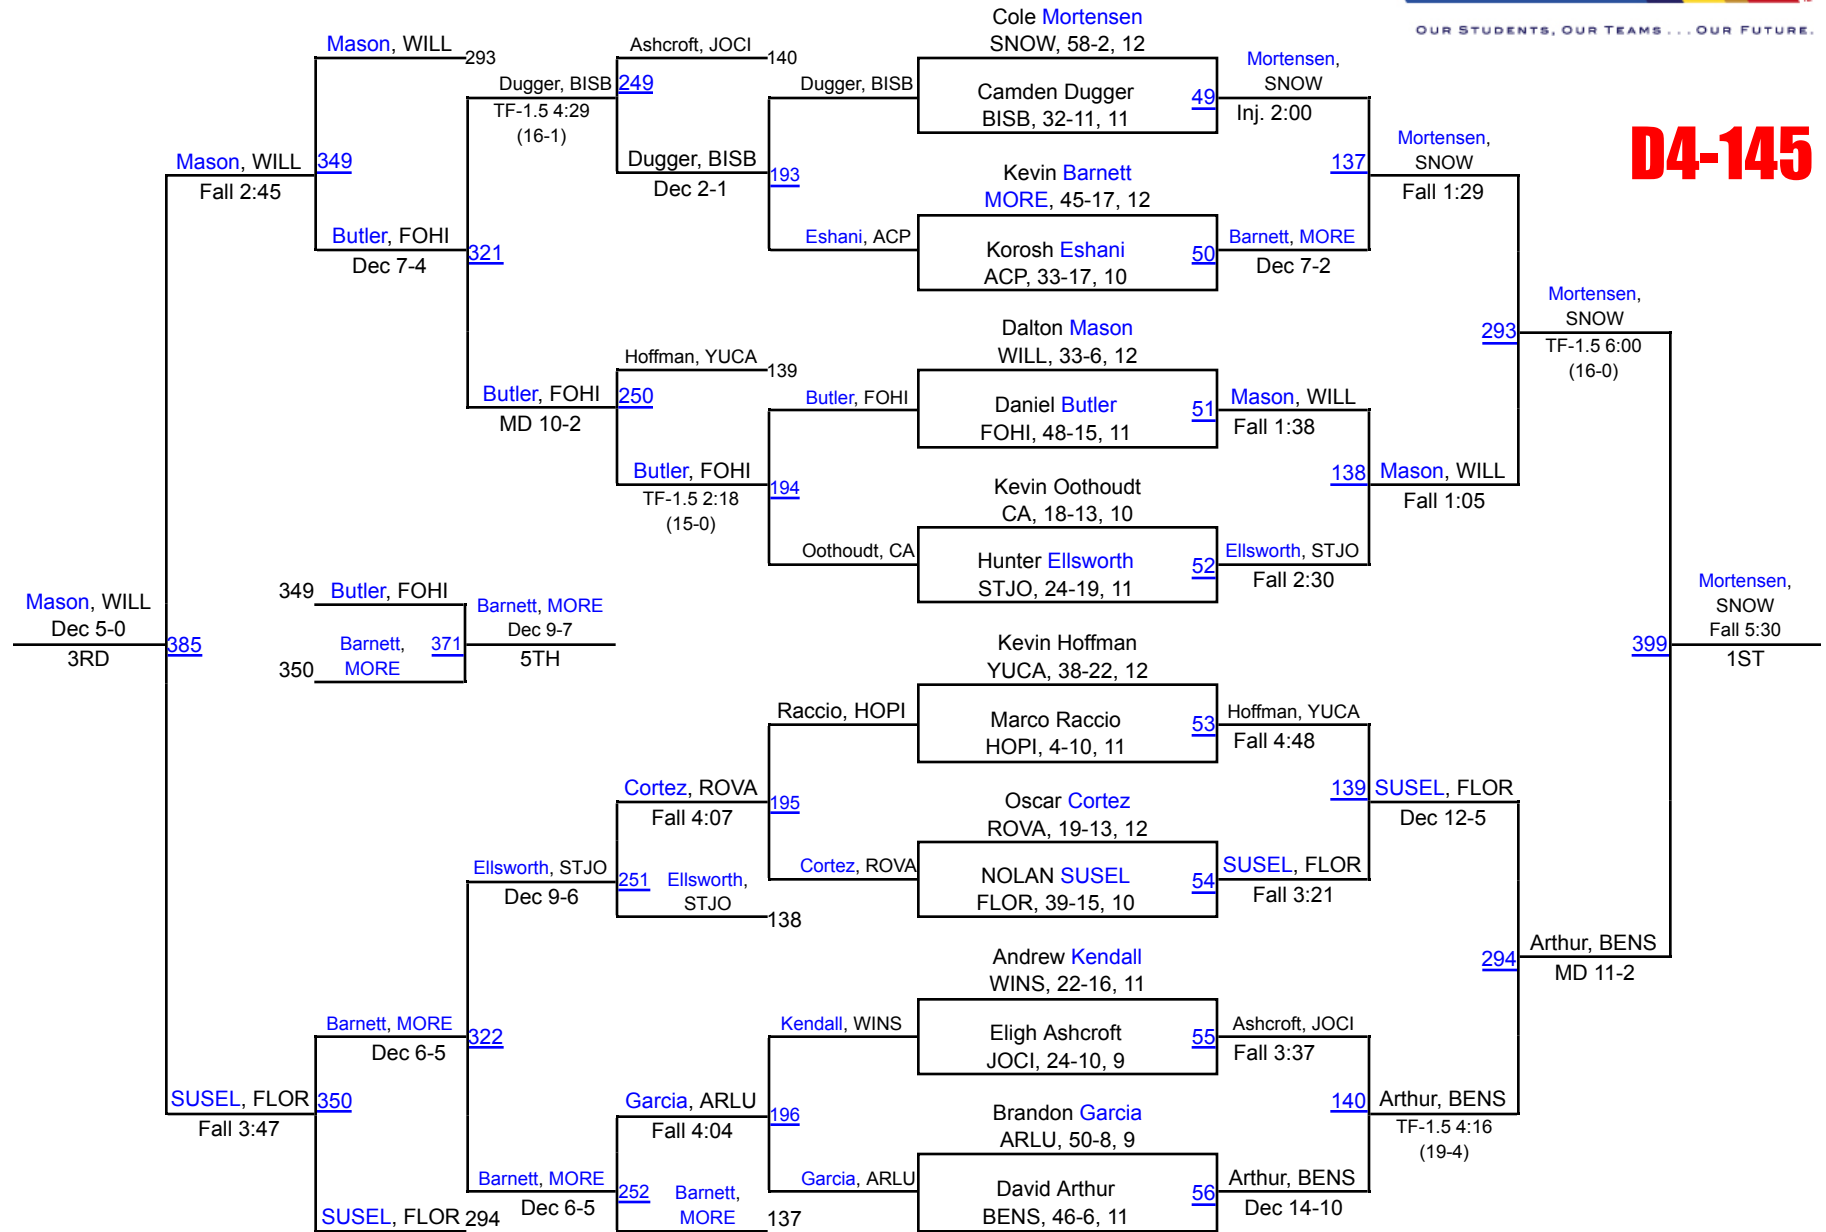 OUR STUDENTS, OUR TEAMS . . . OUR FUTURE.
D4-145
Mason, WILL
293
349
Butler, FOHI
Dec 7-4
Mason, WILL
Fall 2:45
Dugger, BISB
TF-1.5 4:29
(16-1)
321
Butler, FOHI
MD 10-2
Ashcroft, JOCI
140
249
Dugger, BISB
Dec 2-1
Hoffman, YUCA
139
250
Butler, FOHI
TF-1.5 2:18
(15-0)
Dugger, BISB
193
Eshani, ACP
Butler, FOHI
194
Oothoudt, CA
Cole Mortensen
SNOW, 58-2, 12
Camden Dugger
BISB, 32-11, 11
49
Kevin Barnett
MORE, 45-17, 12
Korosh Eshani
ACP, 33-17, 10
50
Dalton Mason
WILL, 33-6, 12
Daniel Butler
FOHI, 48-15, 11
51
Kevin Oothoudt
CA, 18-13, 10
Hunter Ellsworth
STJO, 24-19, 11
52
Mortensen,
SNOW
Inj. 2:00
137
Barnett, MORE
Dec 7-2
Mason, WILL
Fall 1:38
138
Ellsworth, STJO
Fall 2:30
Mortensen,
SNOW
Fall 1:29
293
Mason, WILL
Fall 1:05
Mortensen,
SNOW
TF-1.5 6:00
(16-0)
Mason, WILL
Dec 5-0
3RD
385
349
Butler, FOHI
Barnett,
MORE
350
371
Barnett, MORE
Dec 9-7
5TH
399
Mortensen,
SNOW
Fall 5:30
1ST
Raccio, HOPI
195
Cortez, ROVA
Cortez, ROVA
Fall 4:07
251
Ellsworth,
STJO
138
Ellsworth, STJO
Dec 9-6
322
Barnett, MORE
Dec 6-5
Barnett, MORE
Dec 6-5
350
SUSEL, FLOR
294
SUSEL, FLOR
Fall 3:47
Kendall, WINS
196
Garcia, ARLU
Garcia, ARLU
Fall 4:04
252
Barnett,
MORE
137
Kevin Hoffman
YUCA, 38-22, 12
Marco Raccio
HOPI, 4-10, 11
53
Oscar Cortez
ROVA, 19-13, 12
NOLAN SUSEL
FLOR, 39-15, 10
54
Andrew Kendall
WINS, 22-16, 11
Eligh Ashcroft
JOCI, 24-10, 9
55
Brandon Garcia
ARLU, 50-8, 9
David Arthur
BENS, 46-6, 11
56
Hoffman, YUCA
Fall 4:48
139
SUSEL, FLOR
Fall 3:21
Ashcroft, JOCI
Fall 3:37
140
Arthur, BENS
Dec 14-10
SUSEL, FLOR
Dec 12-5
294
Arthur, BENS
TF-1.5 4:16
(19-4)
Arthur, BENS
MD 11-2